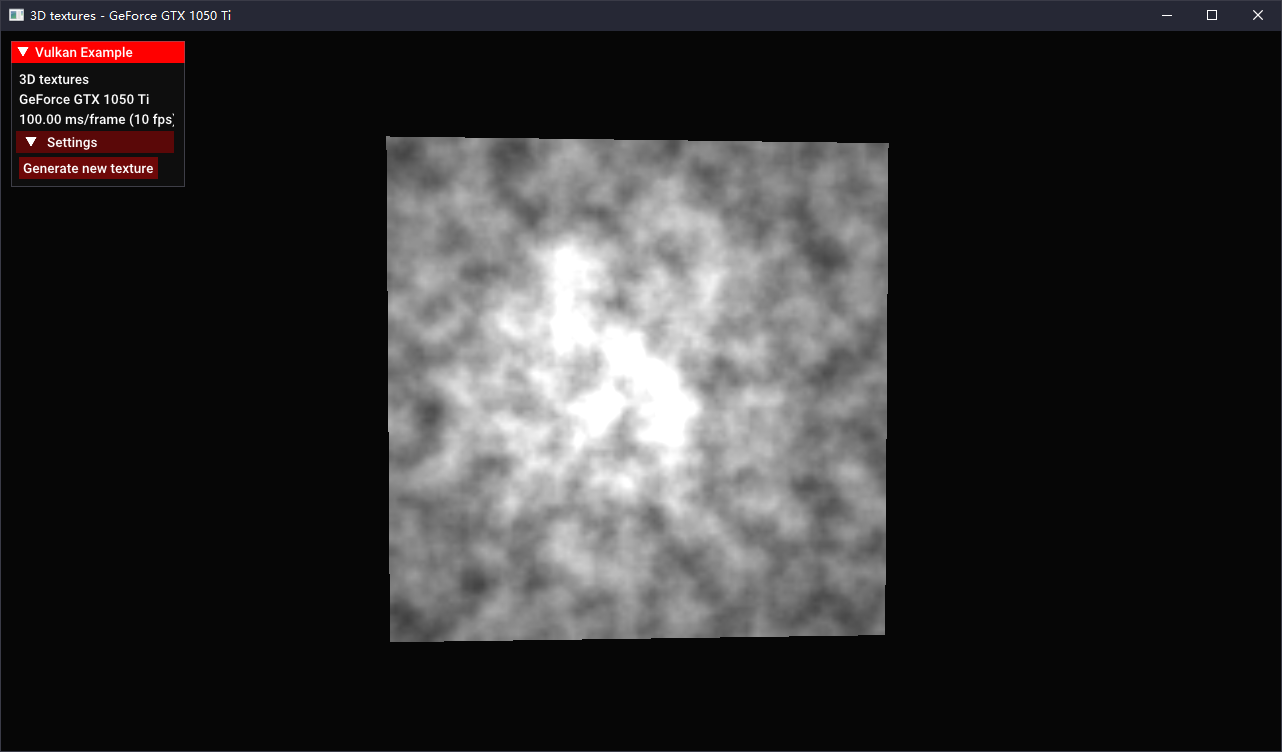 3D textures - GeForce GTX 1050 Ti
Vulkan Example
3D textures
GeForce GTX 1050 Ti
100.00 ms/frame (10 fps)
Settings
Generate new texture